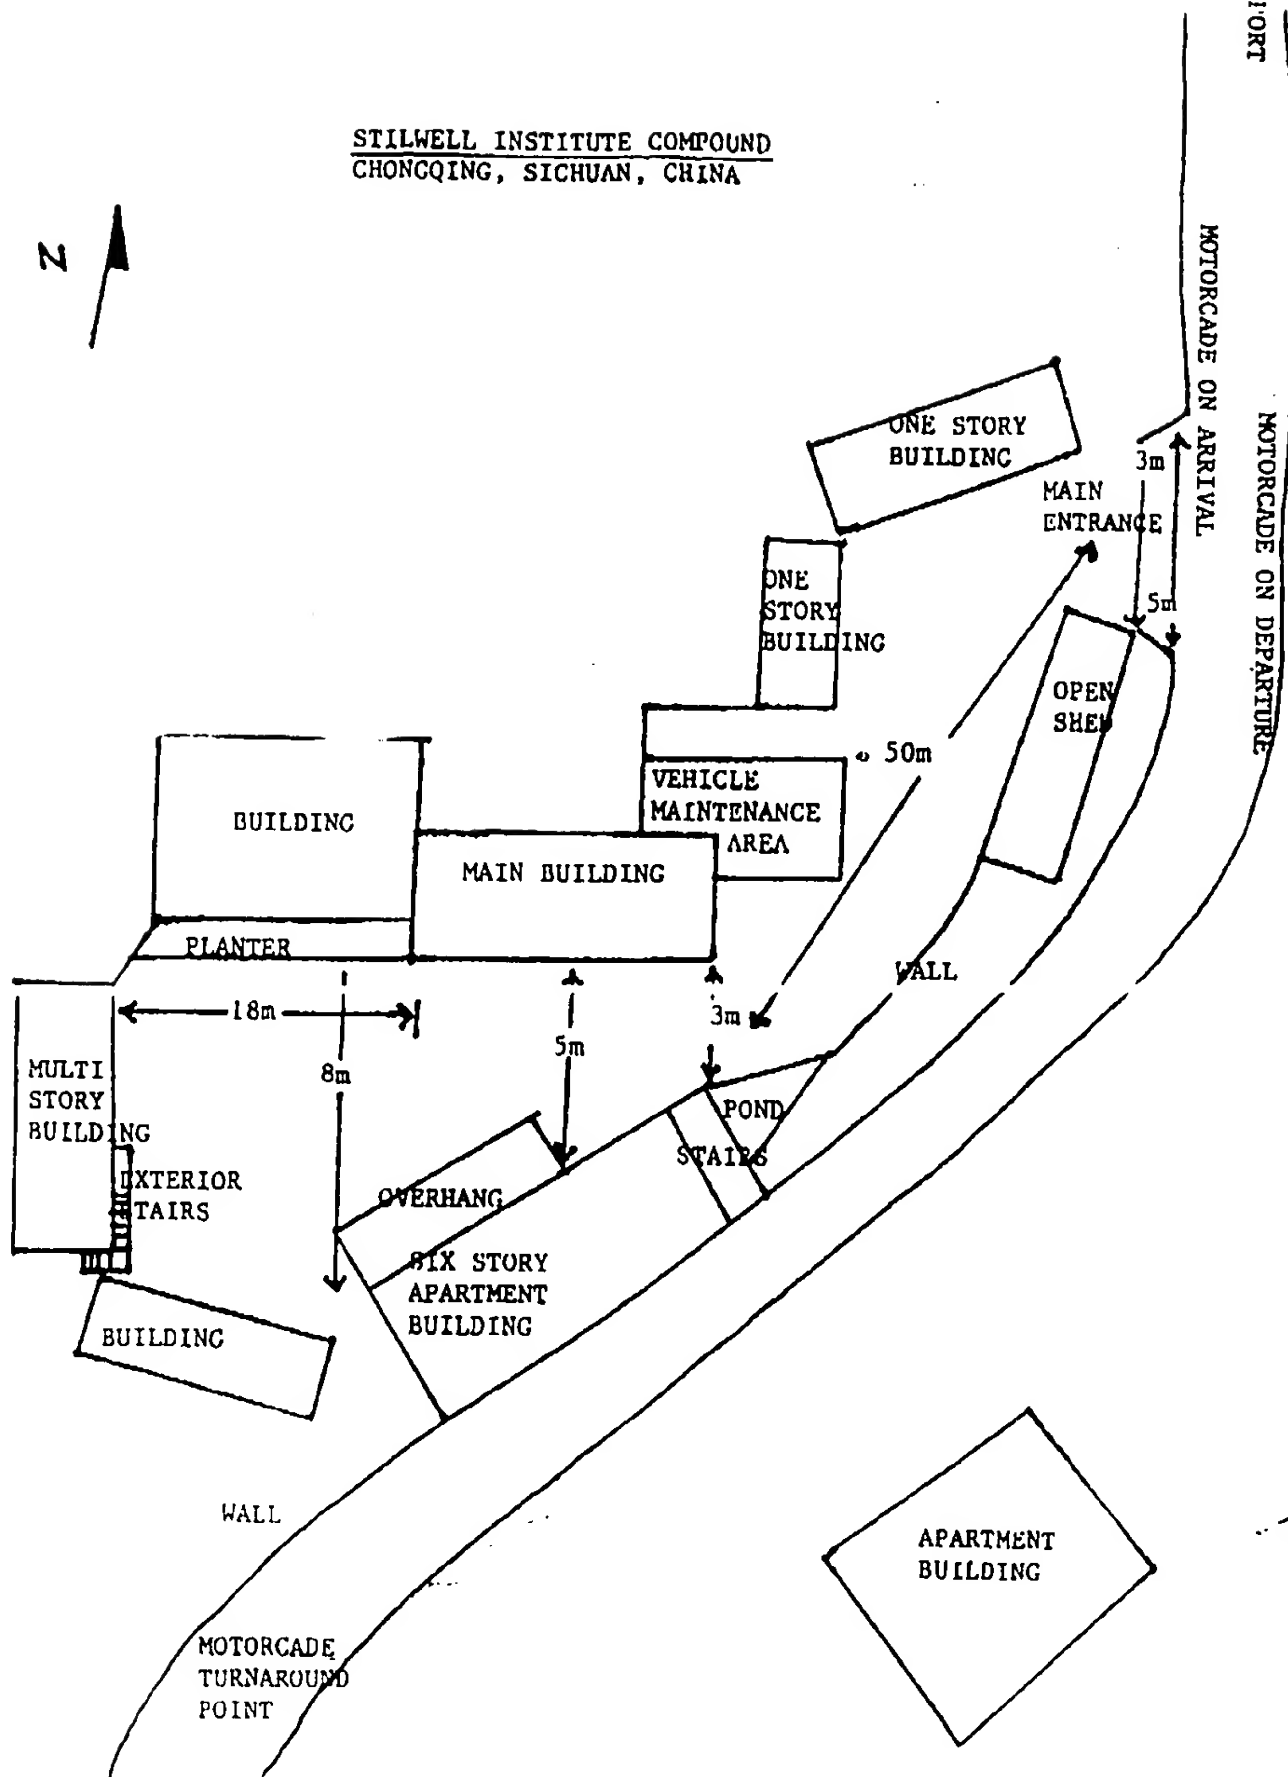 STILWELL INSTITUTE COMPOUND
CHONGQING, SICHUAN, CHINA
N
MOTORCADE ON ARRIVAL
MOTORCADE ON DEPARTURE
ONE STORY
BUILDING
3m
MAIN
ENTRANCE
5m
ONE
STORY
BUILDING
OPEN
SHED
50m
VEHICLE
MAINTENANCE
AREA
BUILDING
MAIN BUILDING
PLANTER
WALL
18m
3m
5m
8m
MULTI
STORY
BUILDING
POND
STAIRS
EXTERIOR
STAIRS
OVERHANG
SIX STORY
APARTMENT
BUILDING
BUILDING
WALL
APARTMENT
BUILDING
MOTORCADE
TURNAROUND
POINT